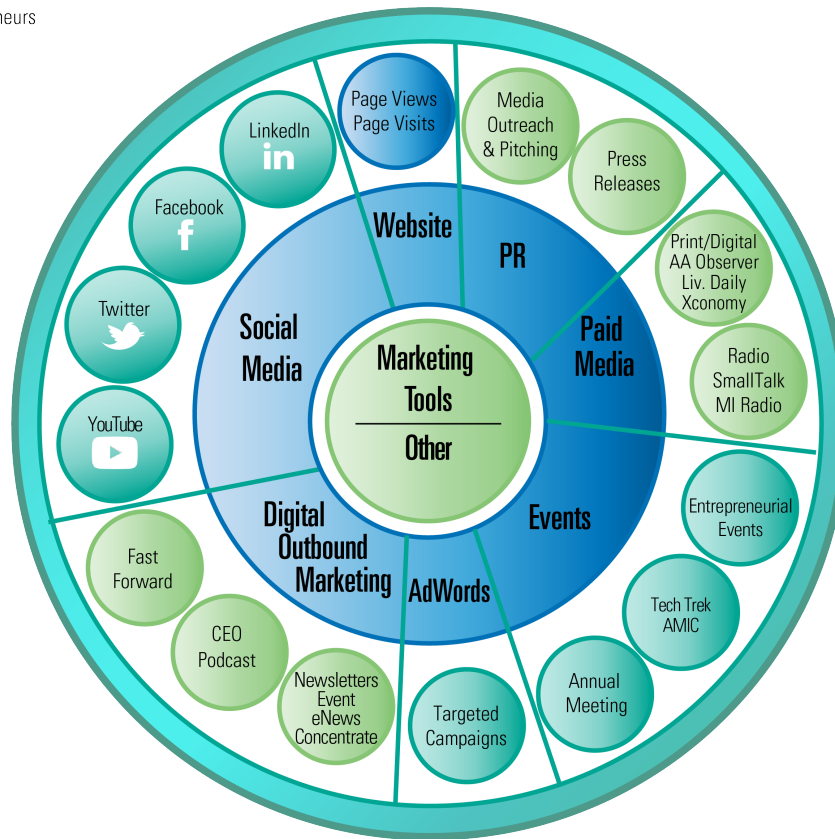 Page Views
Page Visits
Media
Outreach
& Pitching
Press
Releases
Print/Digital
AA Observer
Liv. Daily
Xconomy
Radio
SmallTalk
MI Radio
Entrepreneurial
Events
Tech Trek
AMIC
Annual
Meeting
Targeted
Campaigns
Newsletters
Event
eNews
Concentrate
CEO
Podcast
Fast
Forward
YouTube
Twitter
Facebook
f
LinkedIn
in
Website
PR
Paid
Media
Events
AdWords
Digital
Outbound
Marketing
Social
Media
Marketing
Tools
Other